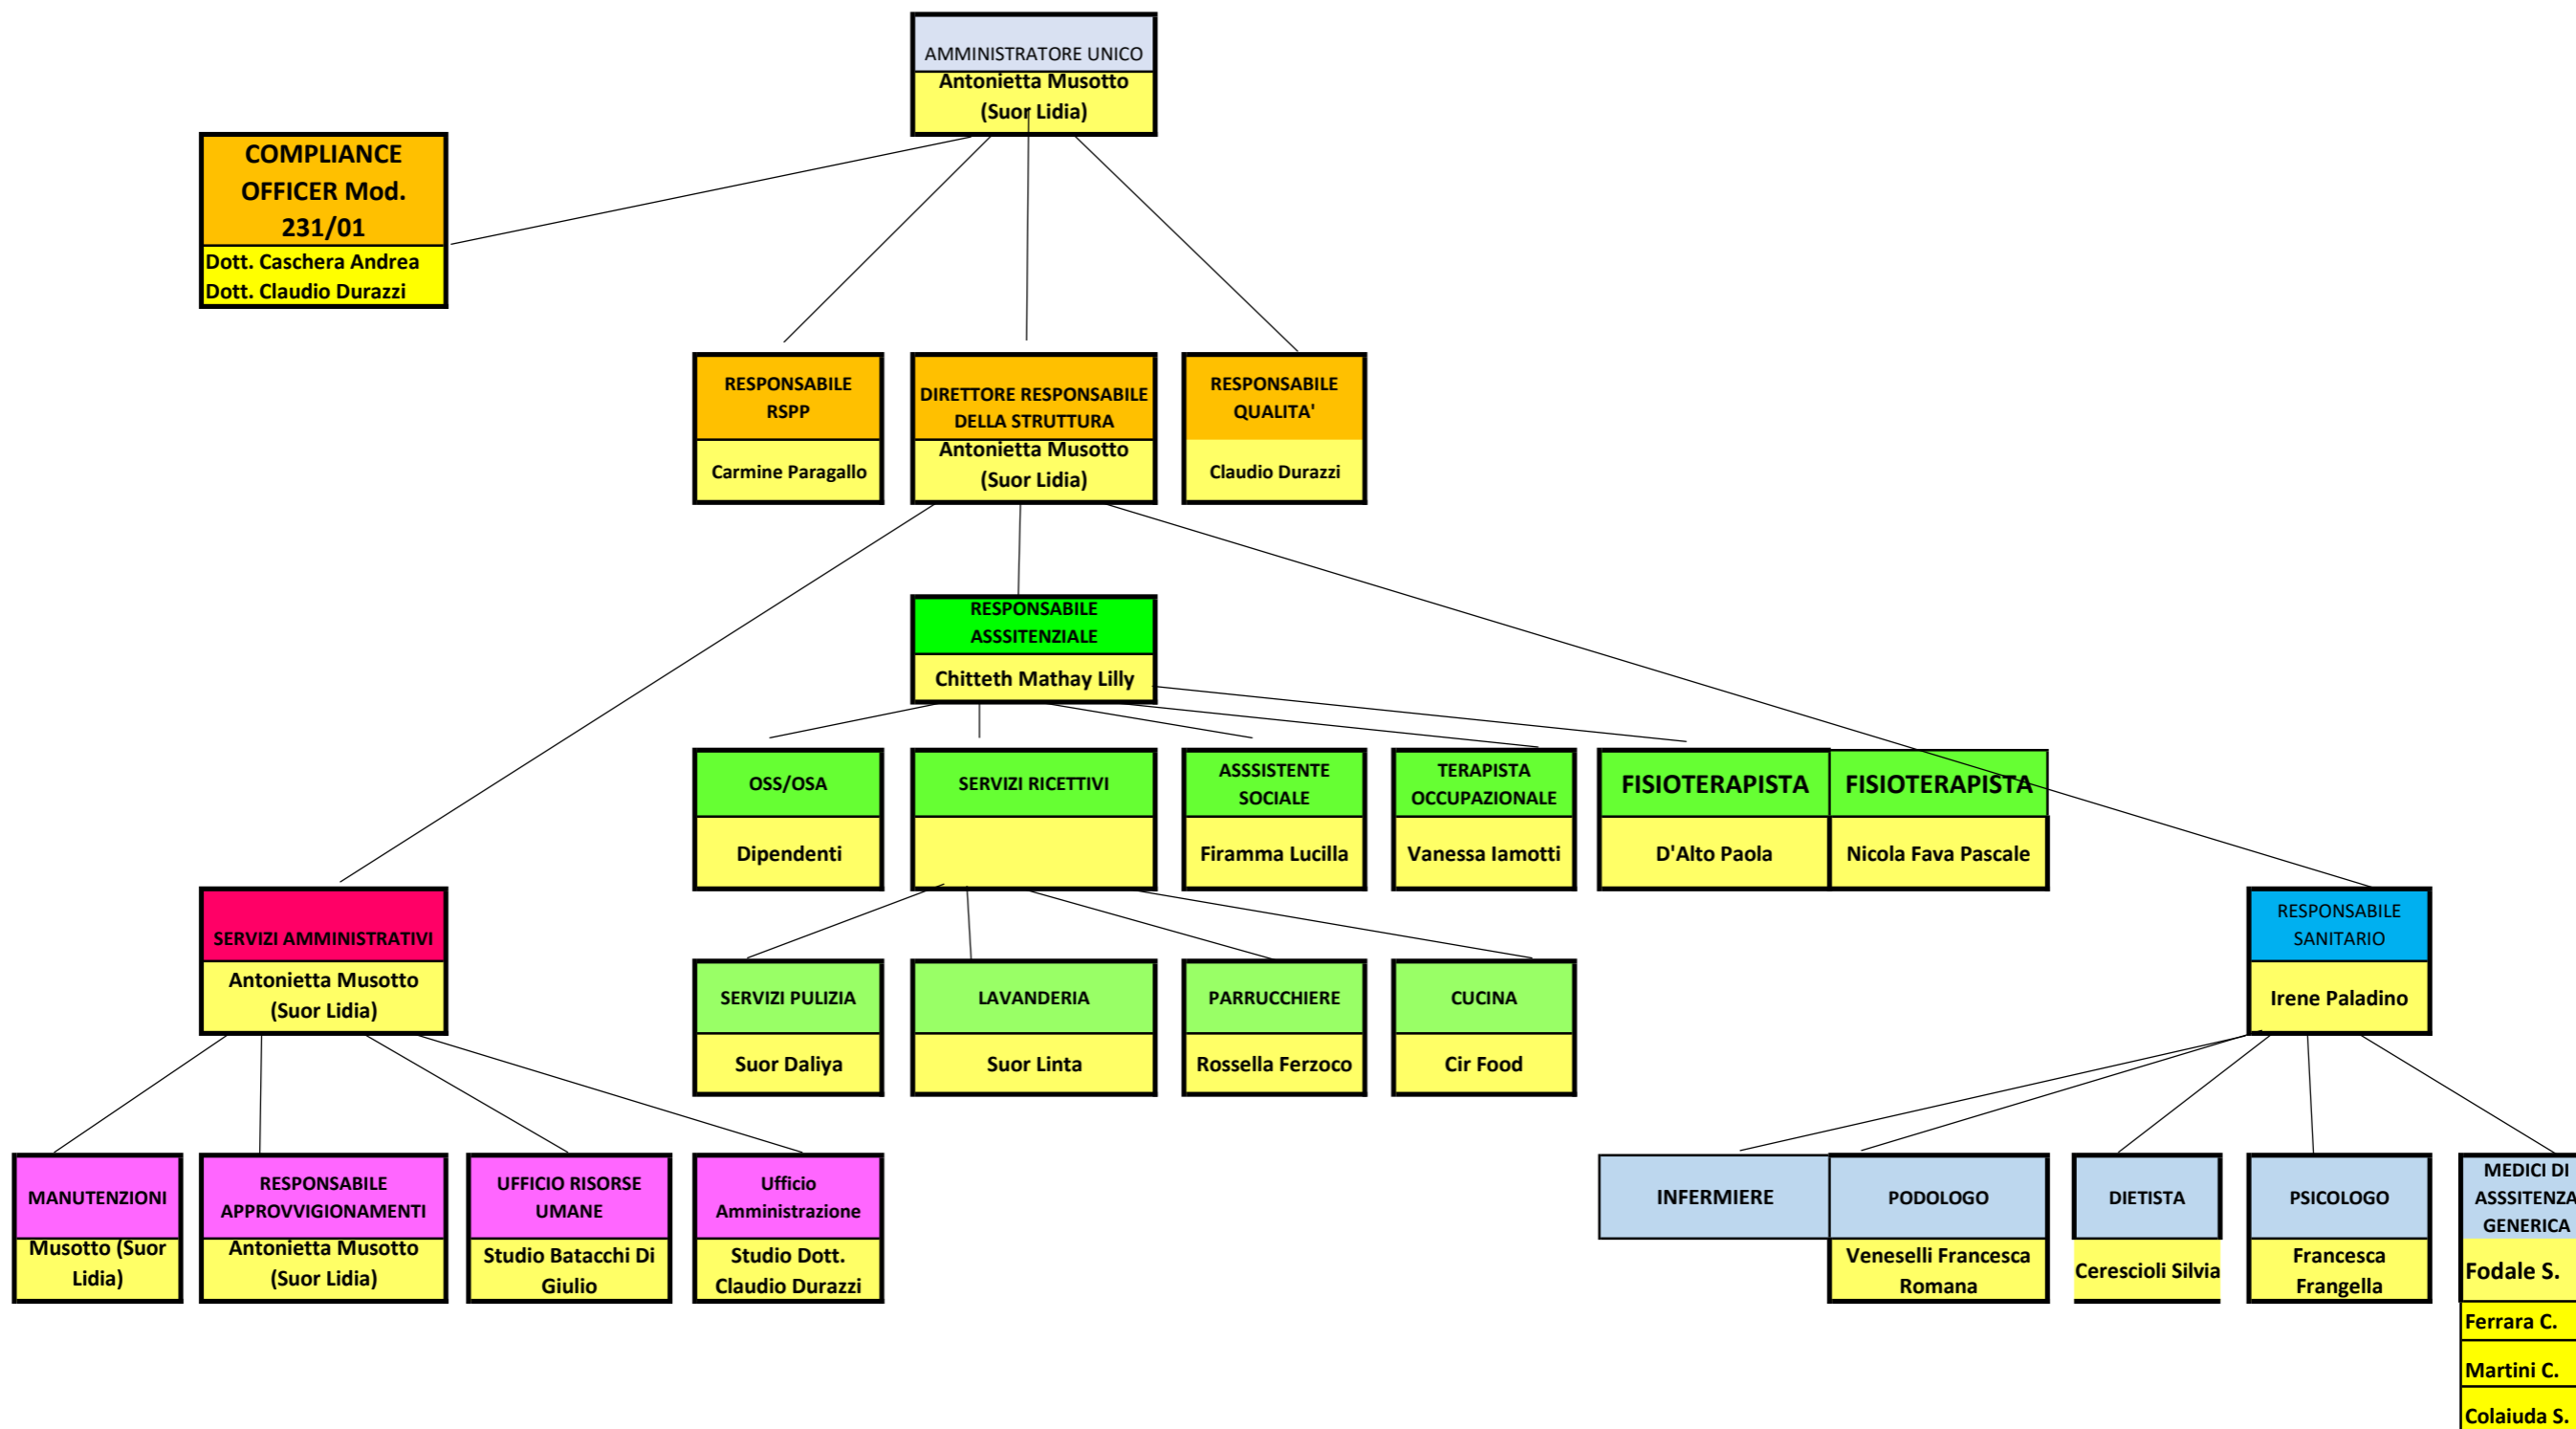 AMMINISTRATORE UNICO
Antonietta Musotto
(Suor Lidia)
COMPLIANCE
OFFICER Mod.
231/01
Dott. Caschera Andrea
Dott. Claudio Durazzi
RESPONSABILE
RSPP
Carmine Paragallo
DIRETTORE RESPONSABILE
DELLA STRUTTURA
Antonietta Musotto
(Suor Lidia)
RESPONSABILE
QUALITA'
Claudio Durazzi
RESPONSABILE
ASSSITENZIALE
Chitteth Mathay Lilly
OSS/OSA
Dipendenti
SERVIZI RICETTIVI
ASSSISTENTE
SOCIALE
Firamma Lucilla
TERAPISTA
OCCUPAZIONALE
Vanessa Iamotti
FISIOTERAPISTA
D'Alto Paola
FISIOTERAPISTA
Nicola Fava Pascale
SERVIZI AMMINISTRATIVI
Antonietta Musotto
(Suor Lidia)
RESPONSABILE
SANITARIO
Irene Paladino
SERVIZI PULIZIA
Suor Daliya
LAVANDERIA
Suor Linta
PARRUCCHIERE
Rossella Ferzoco
CUCINA
Cir Food
MANUTENZIONI
Musotto (Suor
Lidia)
RESPONSABILE
APPROVVIGIONAMENTI
Antonietta Musotto
(Suor Lidia)
UFFICIO RISORSE
UMANE
Studio Batacchi Di
Giulio
Ufficio
Amministrazione
Studio Dott.
Claudio Durazzi
INFERMIERE
PODOLOGO
Veneselli Francesca
Romana
DIETISTA
Cerescioli Silvia
PSICOLOGO
Francesca
Frangella
MEDICI DI
ASSSITENZA
GENERICA
Fodale S.
Ferrara C.
Martini C.
Colaiuda S.